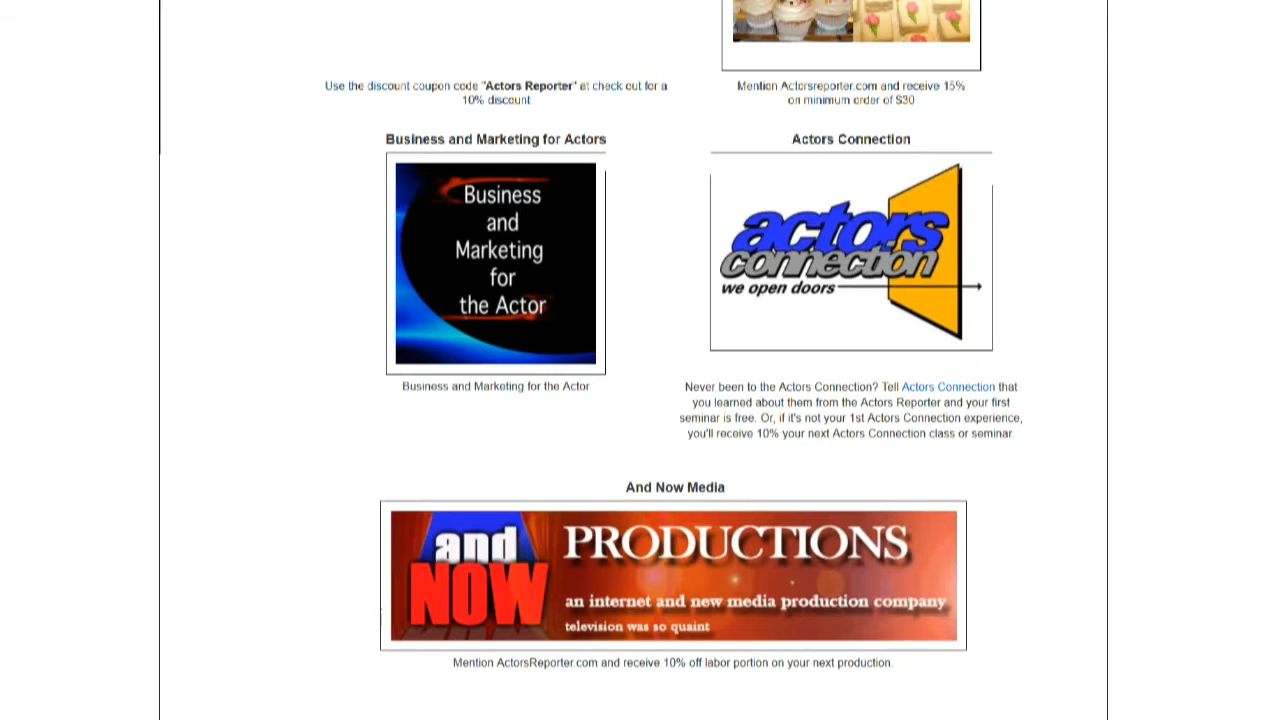 Use the discount coupon code "Actors Reporter" at check out for a
10% discount
Mention Actorsreporter.com and receive 15%
on minimum order of $30
Business and Marketing for Actors
Business
and
Marketing
for
the Actor
Business and Marketing for the Actor
Actors Connection
actors
connection
we open doors
Never been to the Actors Connection? Tell Actors Connection that
you learned about them from the Actors Reporter and your first
seminar is free. Or, if it's not your 1st Actors Connection experience,
you'll receive 10% your next Actors Connection class or seminar.
And Now Media
and
NOW
PRODUCTIONS
an internet and new media production company
television was so quaint
Mention ActorsReporter.com and receive 10% off labor portion on your next production.